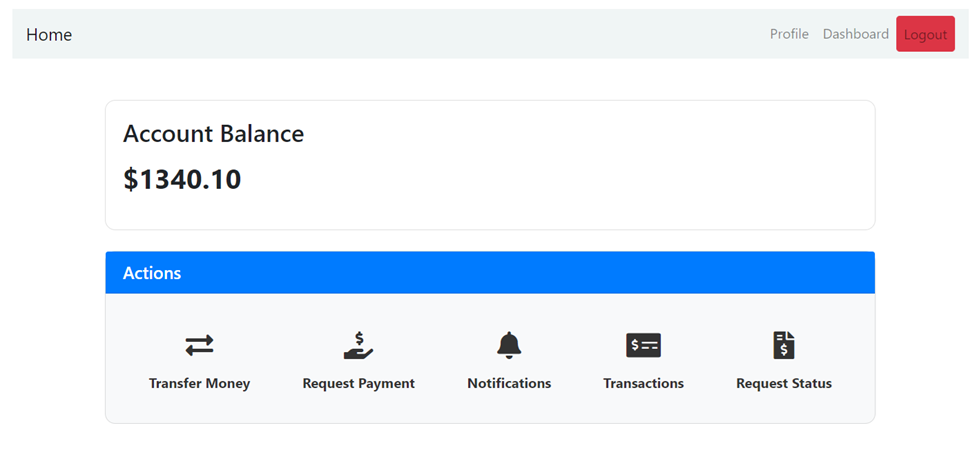 Home Profile Dashboard Logout
Account Balance
$1340.10
Actions
Transfer Money Request Payment Notifications Transactions Request Status